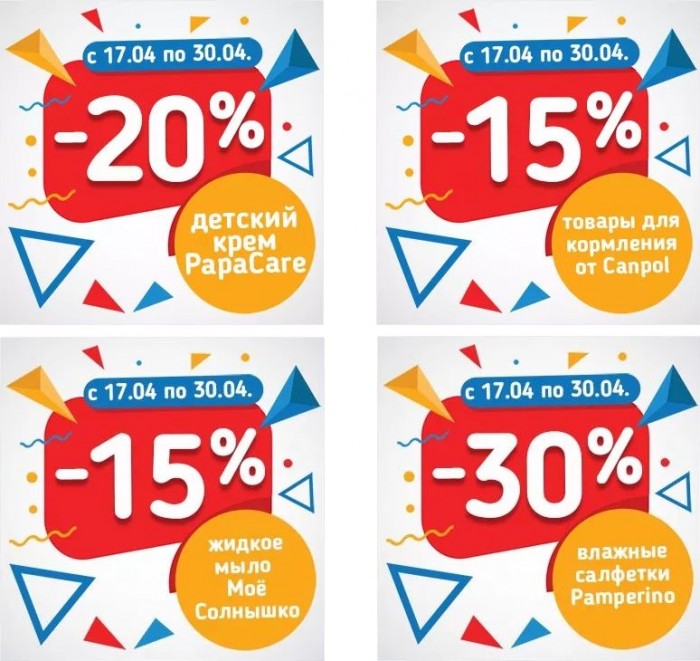 с 17.04 по 30.04.
-20%
детский
крем
PapaCare
с 17.04 по 30.04.
-15%
товары для
кормления
от Canpol
с 17.04 по 30.04.
-15%
жидкое
мыло
Моё
Солнышко
с 17.04 по 30.04.
-30%
влажные
салфетки
Pamperino